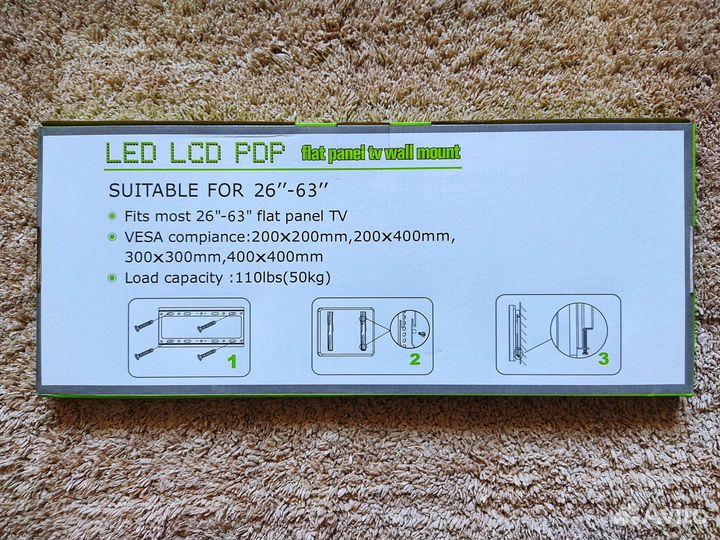 LED LCD PDP flat panel tv wall mount
SUITABLE FOR 26''-63''
Fits most 26"-63" flat panel TV
VESA compiance:200x200mm,200x400mm,
300x300mm,400x400mm
Load capacity :110lbs(50kg)
1 2 3
Avito